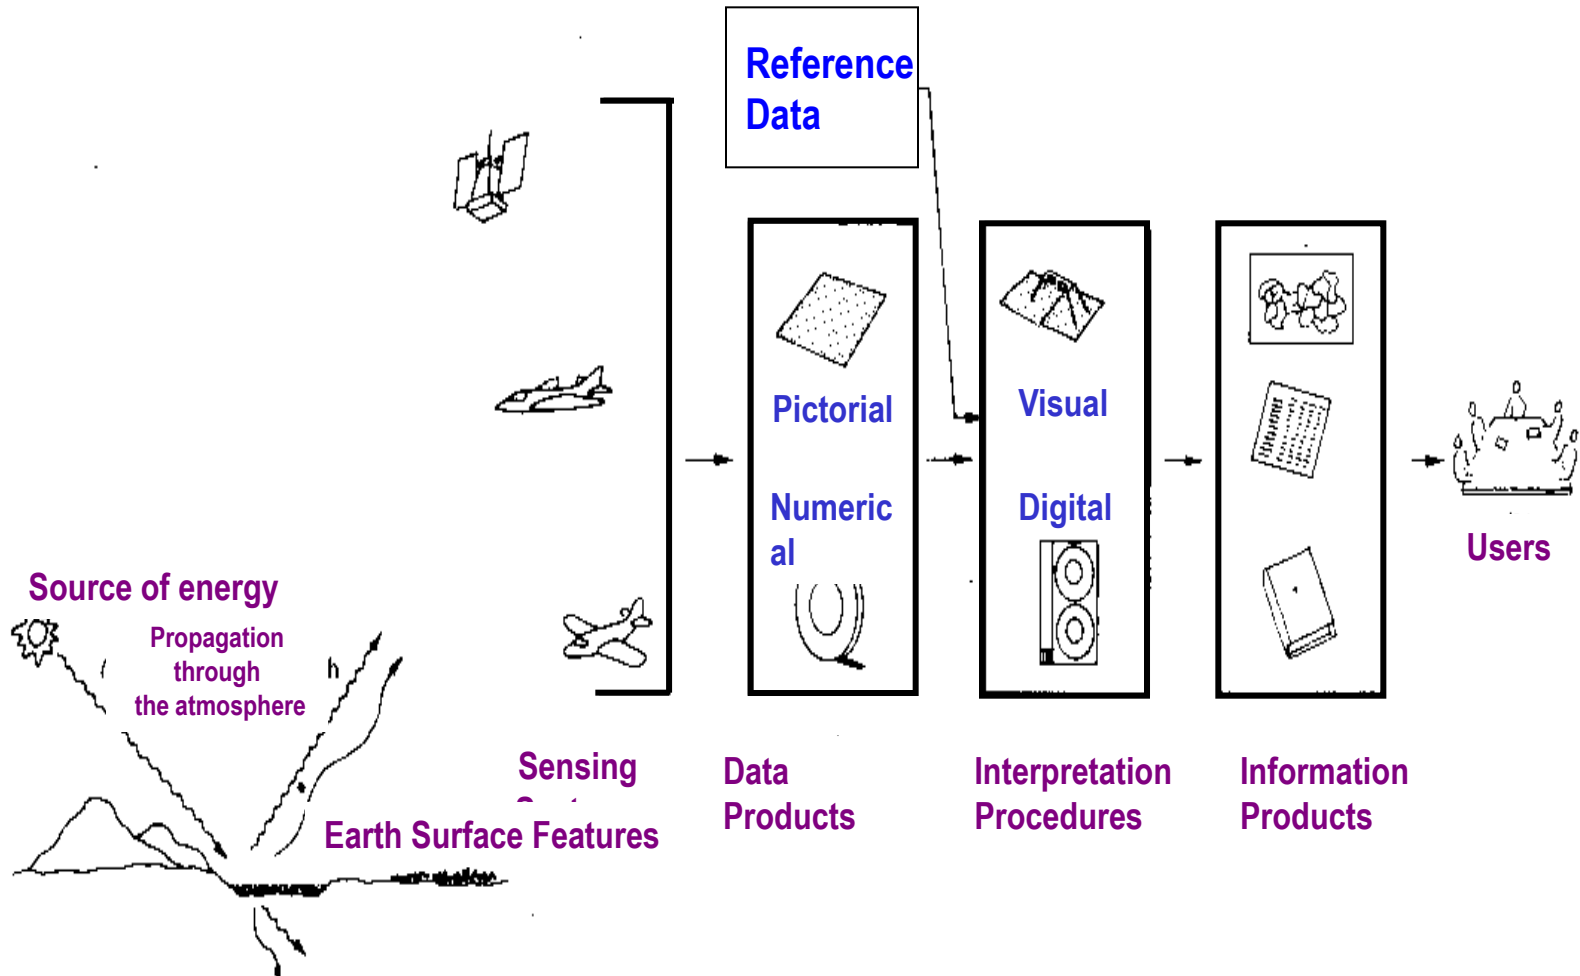 Reference
Data
Pictorial
Numeric
al
Visual
Digital
Users
Source of energy
Propagation
through
the atmosphere
h
Sensing
Earth Surface Features
Data
Products
Interpretation
Procedures
Information
Products